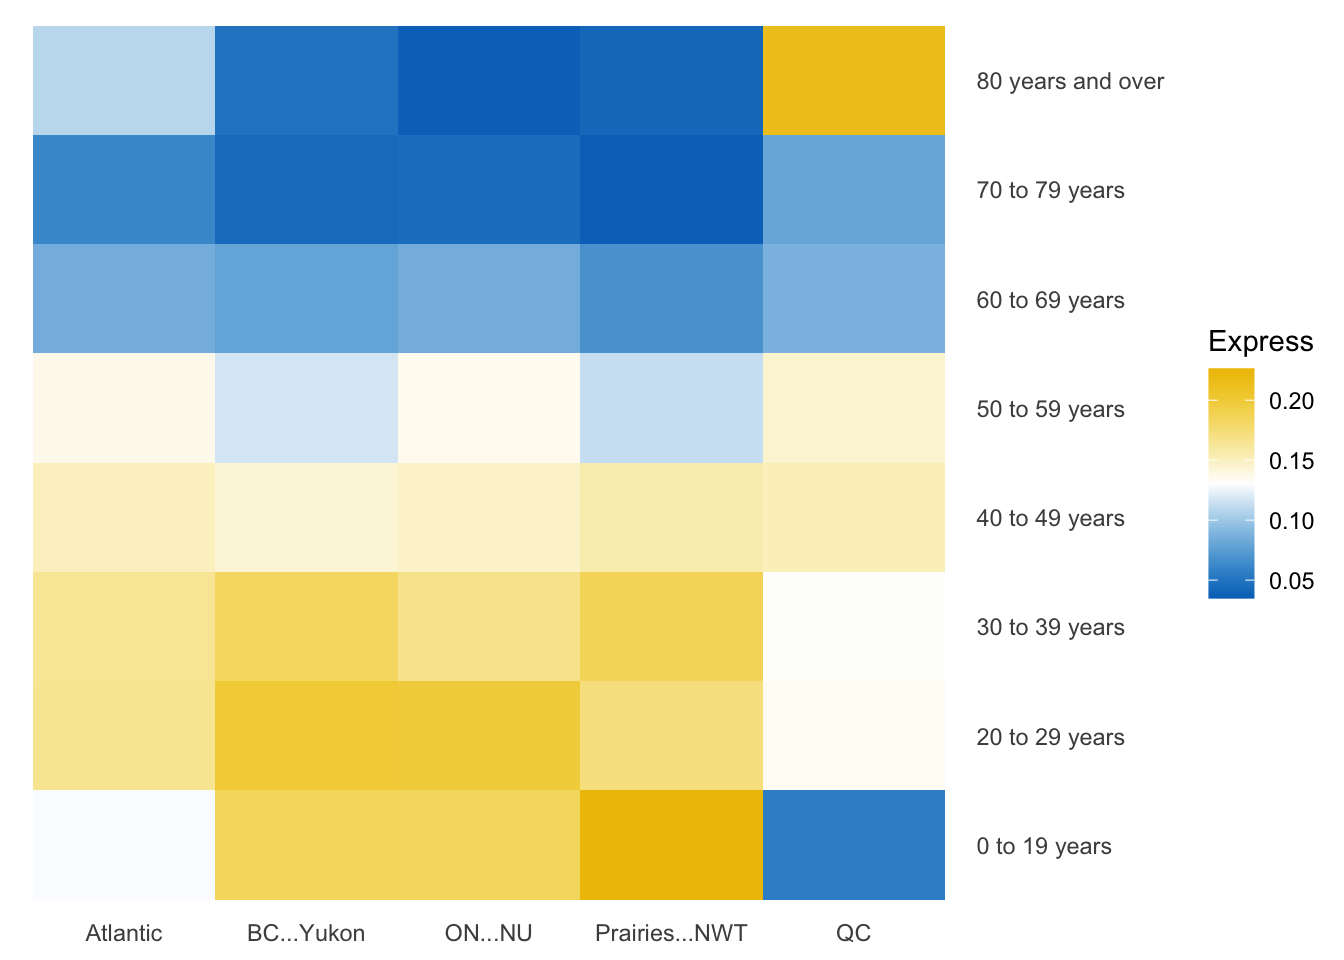 80 years and over
70 to 79 years
60 to 69 years
50 to 59 years
40 to 49 years
30 to 39 years
20 to 29 years
0 to 19 years
Atlantic
BC...Yukon
ON...NU
Prairies...NWT
QC
Express
0.20
0.15
0.10
0.05